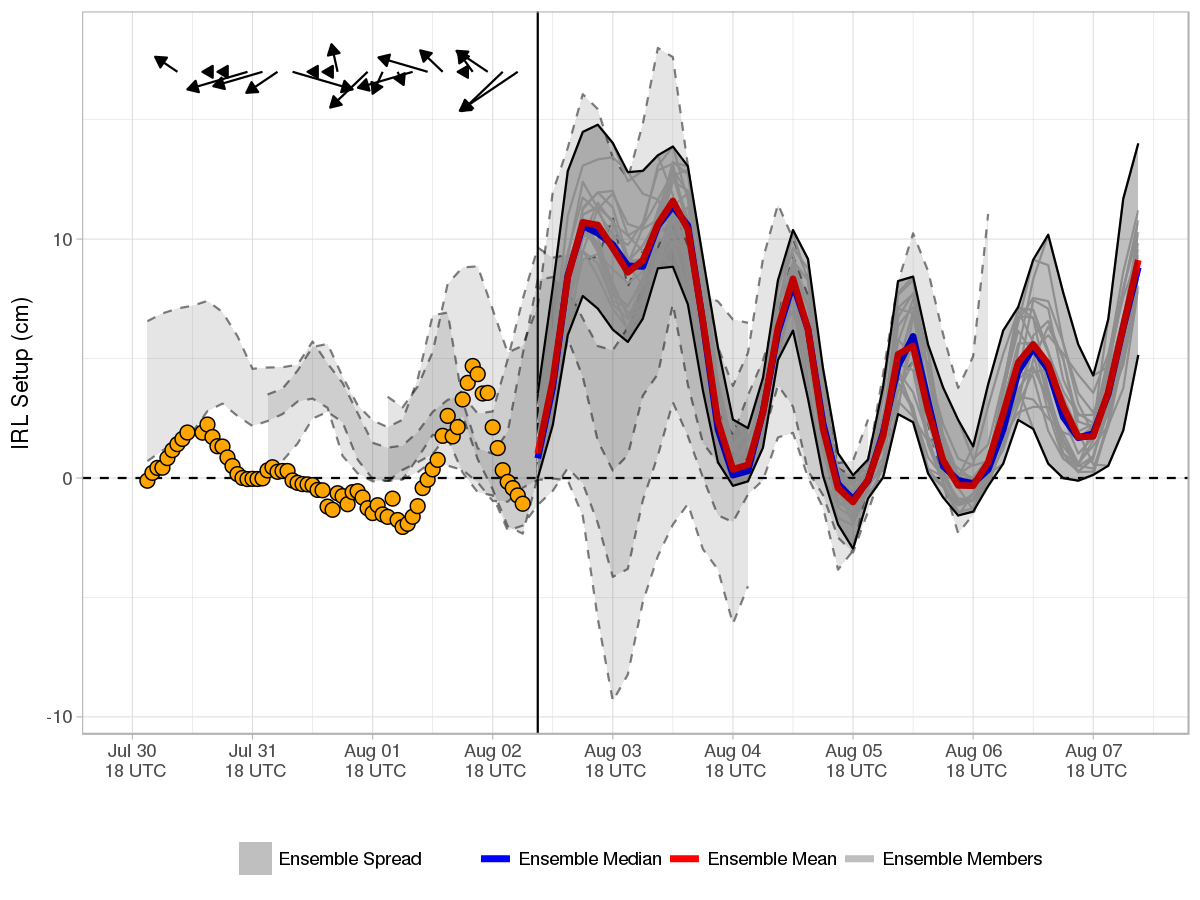 IRL Setup (cm)
10
0
-10
Jul 30 Jul 31 Aug 01 Aug 02 Aug 03 Aug 04 Aug 05 Aug 06 Aug 07
18 UTC 18 UTC 18 UTC 18 UTC 18 UTC 18 UTC 18 UTC 18 UTC 18 UTC
Ensemble Spread Ensemble Median Ensemble Mean Ensemble Members